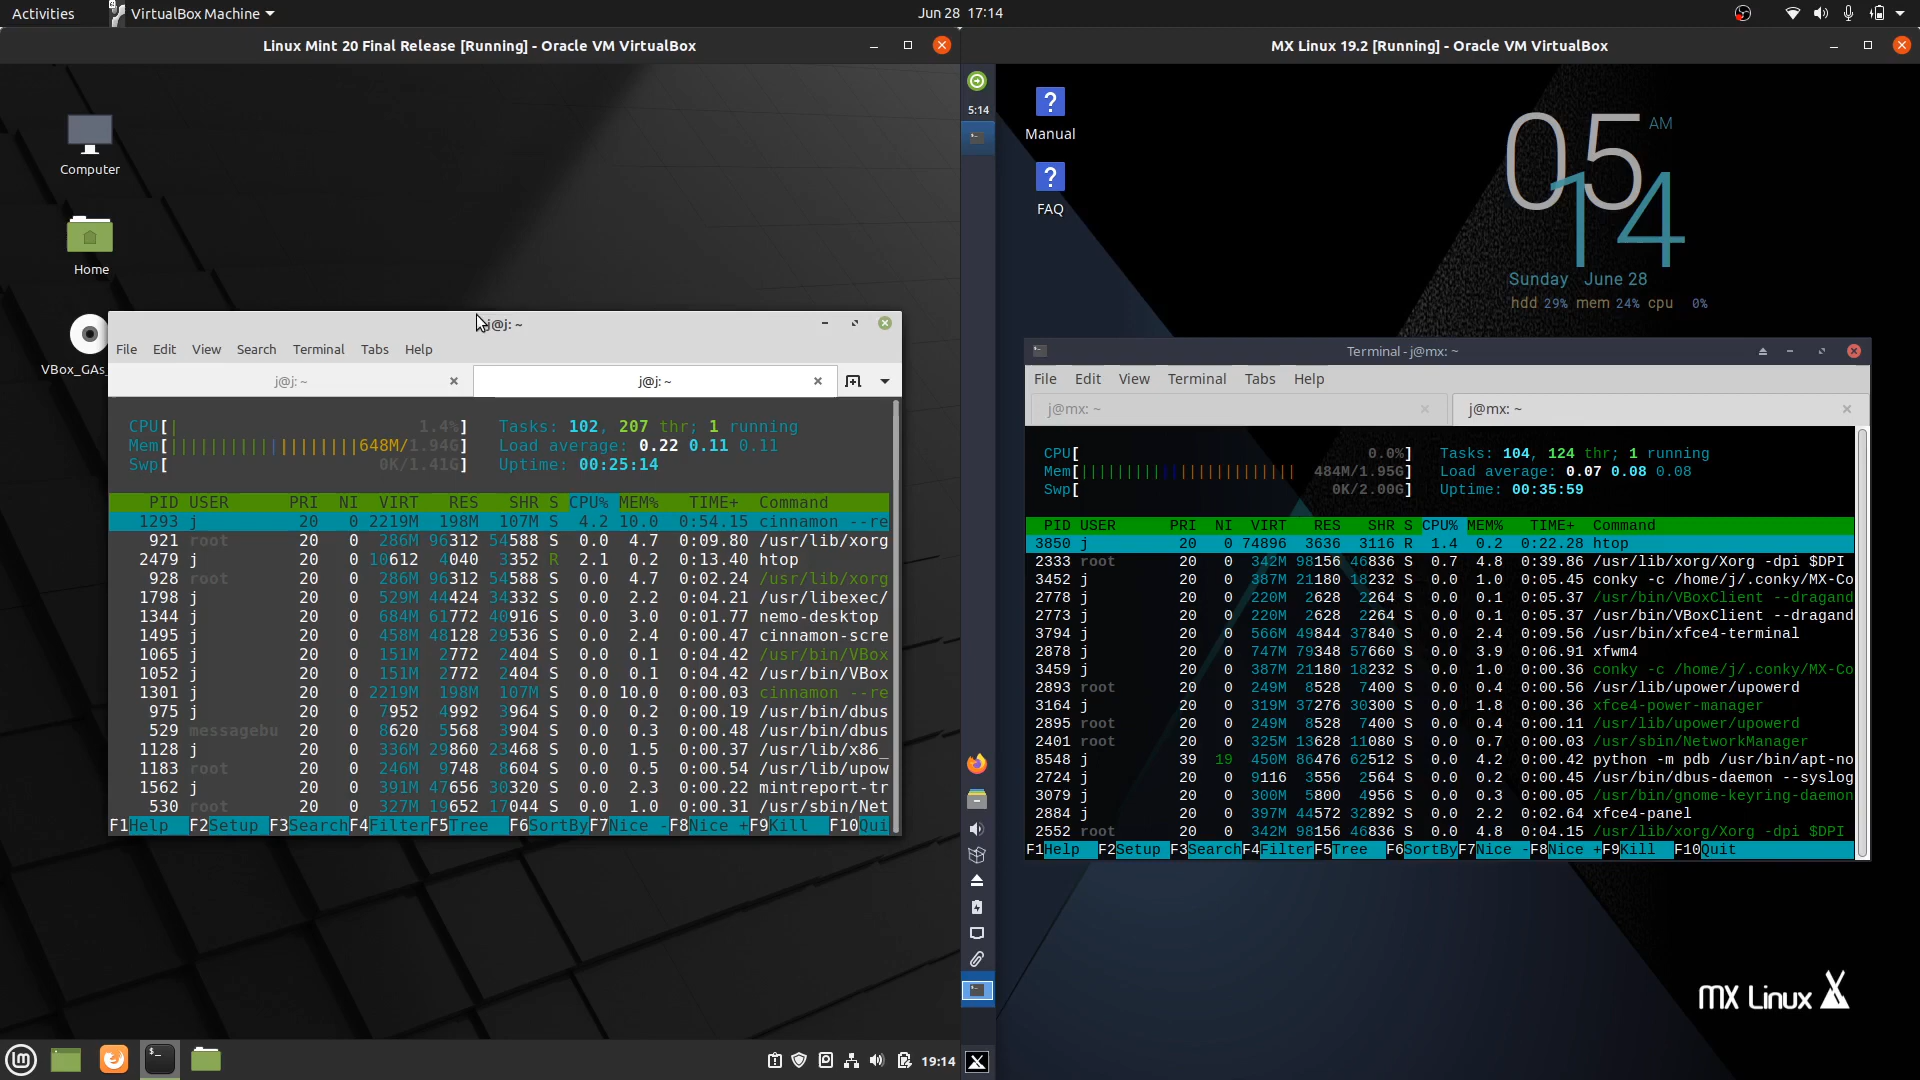 Activities
VirtualBox Machine
Jun 28 17:14
Linux Mint 20 Final Release [Running] - Oracle VM VirtualBox
Computer
Home
VBox_GAs_
j@j: ~
File Edit View Search Terminal Tabs Help
j@j: ~
j@j: ~
CPU[| 1.4%] Tasks: 102, 207 thr; 1 running
Mem[|||||||||||||||||||648M/1.94G] Load average: 0.22 0.11 0.11
Swp[ 0K/1.41G] Uptime: 00:25:14
PID USER PRI NI VIRT RES SHR S CPU% MEM% TIME+ Command
1293 j 20 0 2219M 198M 107M S 4.2 10.0 0:54.15 cinnamon --re
921 root 20 0 286M 96312 54588 S 0.0 4.7 0:09.80 /usr/lib/xorg
2479 j 20 0 10612 4040 3352 R 2.1 0.2 0:13.40 htop
928 root 20 0 286M 96312 54588 S 0.0 4.7 0:02.24 /usr/lib/xorg
1798 j 20 0 529M 44424 34332 S 0.0 2.2 0:04.21 /usr/libexec/
1344 j 20 0 684M 61772 40916 S 0.0 3.0 0:01.77 nemo-desktop
1495 j 20 0 458M 48128 29536 S 0.0 2.4 0:00.47 cinnamon-scre
1065 j 20 0 151M 2772 2404 S 0.0 0.1 0:04.42 /usr/bin/VBox
1052 j 20 0 151M 2772 2404 S 0.0 0.1 0:04.42 /usr/bin/VBox
1301 j 20 0 2219M 198M 107M S 0.0 10.0 0:00.03 cinnamon --re
975 j 20 0 7952 4992 3964 S 0.0 0.2 0:00.19 /usr/bin/dbus
529 messagebu 20 0 8620 5568 3904 S 0.0 0.3 0:00.48 /usr/bin/dbus
1128 j 20 0 336M 29860 23468 S 0.0 1.5 0:00.37 /usr/lib/x86_
1183 root 20 0 246M 9748 8604 S 0.0 0.5 0:00.54 /usr/lib/upow
1562 j 20 0 391M 47656 30320 S 0.0 2.3 0:00.22 mintreport-tr
530 root 20 0 327M 19652 17044 S 0.0 1.0 0:00.31 /usr/sbin/Net
F1Help F2Setup F3SearchF4FilterF5Tree F6SortByF7Nice -F8Nice +F9Kill F10Qui
19:14
MX Linux 19.2 [Running] - Oracle VM VirtualBox
5:14
Manual
FAQ
05 AM
14
Sunday June 28
hdd 29% mem 24% cpu 0%
Terminal - j@mx: ~
File Edit View Terminal Tabs Help
j@mx: ~
j@mx: ~
CPU[ 0.0%] Tasks: 104, 124 thr; 1 running
Mem[|||||||||||||||||||||||| 484M/1.95G] Load average: 0.07 0.08 0.08
Swp[ 0K/2.00G] Uptime: 00:35:59
PID USER PRI NI VIRT RES SHR S CPU% MEM% TIME+ Command
3850 j 20 0 74896 3636 3116 R 1.4 0.2 0:22.28 htop
2333 root 20 0 342M 98156 46836 S 0.7 4.8 0:39.86 /usr/lib/xorg/Xorg -dpi $DPI
3452 j 20 0 387M 21180 18232 S 0.0 1.0 0:05.45 conky -c /home/j/.conky/MX-Co
2778 j 20 0 220M 2628 2264 S 0.0 0.1 0:05.37 /usr/bin/VBoxClient --dragand
2773 j 20 0 220M 2628 2264 S 0.0 0.1 0:05.37 /usr/bin/VBoxClient --dragand
3794 j 20 0 566M 49844 37840 S 0.0 2.4 0:09.56 /usr/bin/xfce4-terminal
2878 j 20 0 747M 79348 57660 S 0.0 3.9 0:06.91 xfwm4
3459 j 20 0 387M 21180 18232 S 0.0 1.0 0:00.36 conky -c /home/j/.conky/MX-Co
2893 root 20 0 249M 8528 7400 S 0.0 0.4 0:00.56 /usr/lib/upower/upowerd
3164 j 20 0 319M 37276 30300 S 0.0 1.8 0:00.36 xfce4-power-manager
2895 root 20 0 249M 8528 7400 S 0.0 0.4 0:00.11 /usr/lib/upower/upowerd
2401 root 20 0 325M 13628 11080 S 0.0 0.7 0:00.03 /usr/sbin/NetworkManager
8548 j 39 19 450M 86476 62512 S 0.0 4.2 0:00.42 python -m pdb /usr/bin/apt-no
2724 j 20 0 9116 3556 2564 S 0.0 0.2 0:00.45 /usr/bin/dbus-daemon --syslog
3079 j 20 0 300M 5800 4956 S 0.0 0.3 0:00.05 /usr/bin/gnome-keyring-daemon
2884 j 20 0 397M 44572 32892 S 0.0 2.2 0:02.64 xfce4-panel
2552 root 20 0 342M 98156 46836 S 0.0 4.8 0:04.15 /usr/lib/xorg/Xorg -dpi $DPI
F1Help F2Setup F3SearchF4FilterF5Tree F6SortByF7Nice -F8Nice +F9Kill F10Quit
MX Linux